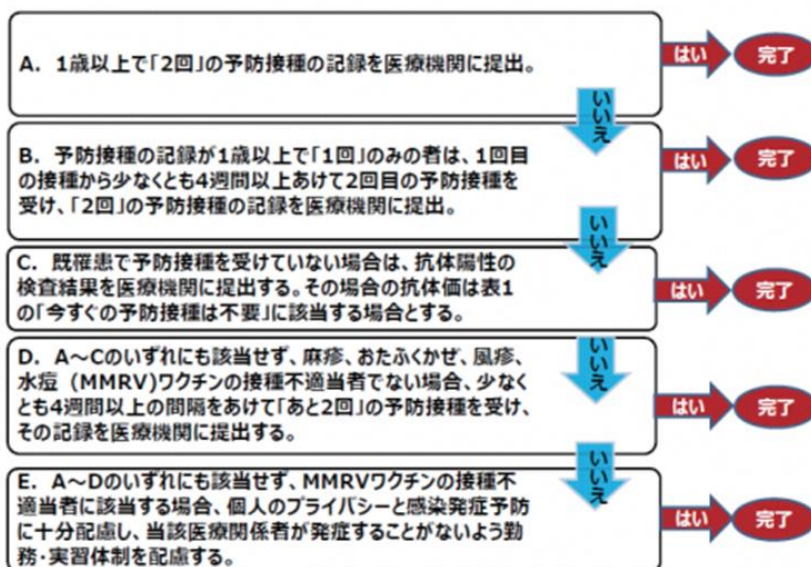 A. 1歳以上で「2回」の予防接種の記録を医療機関に提出。
はい
完了
いいえ
B. 予防接種の記録が1歳以上で「1回」のみの者は、1回目
の接種から少なくとも4週間以上あけて2回目の予防接種を
受け、「2回」の予防接種の記録を医療機関に提出。
はい
完了
いいえ
C. 既罹患で予防接種を受けていない場合は、抗体陽性の
検査結果を医療機関に提出する。その場合の抗体価は表1
の「今すぐの予防接種は不要」に該当する場合とする。
はい
完了
いいえ
D. A～Cのいずれにも該当せず、麻疹、おたふくかぜ、風疹、
水痘 (MMRV)ワクチンの接種不適当者でない場合、少なく
とも4週間以上の間隔をあけて「あと2回」の予防接種を受け、
その記録を医療機関に提出する。
はい
完了
いいえ
E. A～Dのいずれにも該当せず、MMRVワクチンの接種不
適当者に該当する場合、個人のプライバシーと感染発症予防
に十分配慮し、当該医療関係者が発症することがないよう勤
務・実習体制を配慮する。
はい
完了